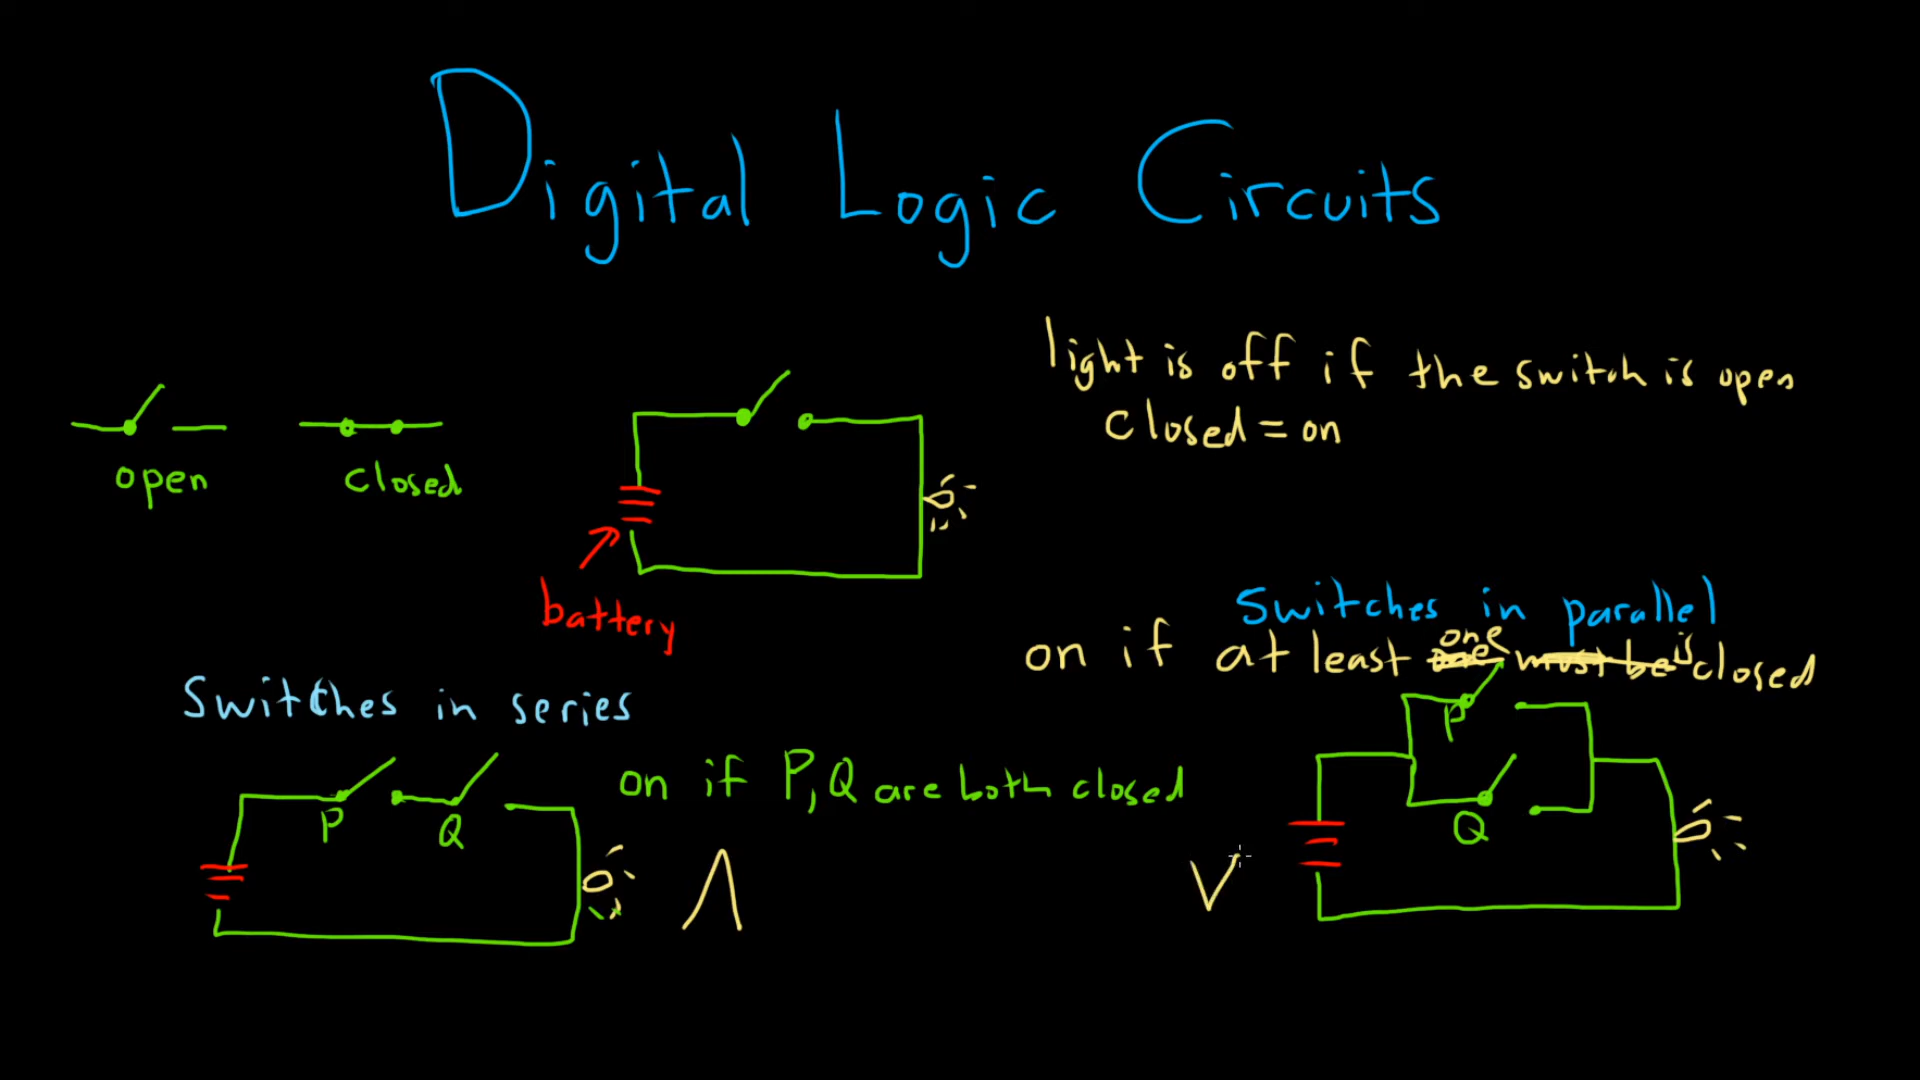 Digital Logic Circuits
light is off if the switch is open
closed = on
open
closed
battery
Switches in parallel
on if at least one is closed
Switches in series
on if P, Q are both closed
P
Q
P
Q
∧
∨